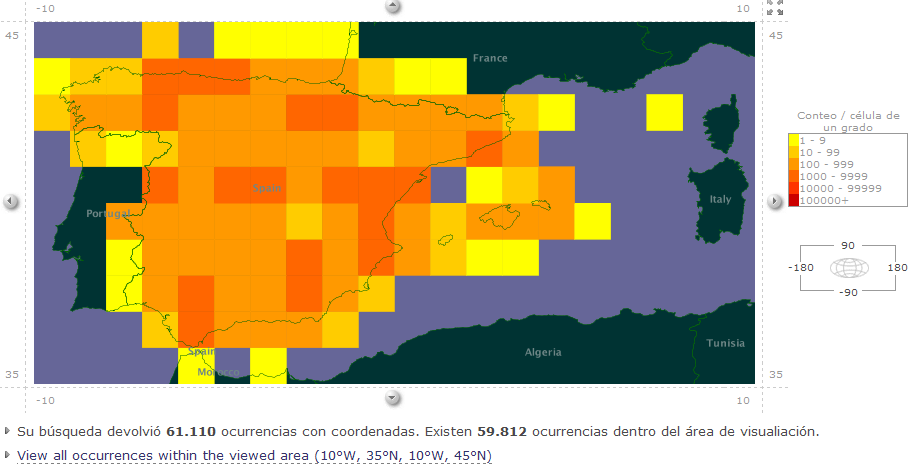 -10
10
45
45
France
Conteo / célula de
un grado
1 - 9
10 - 99
100 - 999
1000 - 9999
10000 - 99999
100000+
Spain
Portugal
Italy
90
-180
180
-90
Spain
Morocco
Algeria
Tunisia
35
35
-10
10
Su búsqueda devolvió 61.110 ocurrencias con coordenadas. Existen 59.812 ocurrencias dentro del área de visualiación.
View all occurrences within the viewed area (10°W, 35°N, 10°W, 45°N)